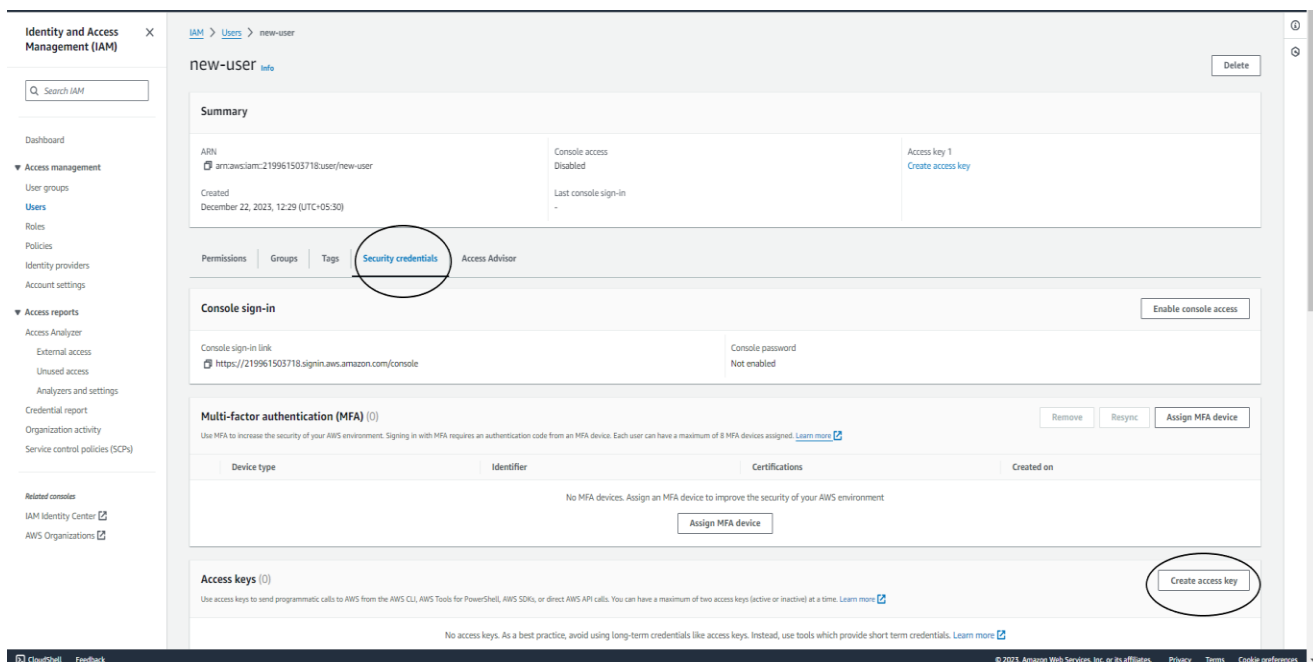 Identity and Access Management (IAM)
Search IAM
Dashboard
Access management
User groups
Users
Roles
Policies
Identity providers
Account settings
Access reports
Access Analyzer
External access
Unused access
Analyzers and settings
Credential report
Organization activity
Service control policies (SCPs)
Related consoles
IAM Identity Center
AWS Organizations
IAM > Users > new-user
new-user Info
Delete
Summary
ARN
arn:aws:iam::219961503718:user/new-user
Console access
Disabled
Access key 1
Create access key
Created
December 22, 2023, 12:29 (UTC+05:30)
Last console sign-in
-
Permissions Groups Tags Security credentials Access Advisor
Console sign-in
Enable console access
Console sign-in link
https://219961503718.signin.aws.amazon.com/console
Console password
Not enabled
Multi-factor authentication (MFA) (0)
Remove Resync Assign MFA device
Use MFA to increase the security of your AWS environment. Signing in with MFA requires an authentication code from an MFA device. Each user can have a maximum of 8 MFA devices assigned. Learn more
Device type Identifier Certifications Created on
No MFA devices. Assign an MFA device to improve the security of your AWS environment
Assign MFA device
Access keys (0)
Create access key
Use access keys to send programmatic calls to AWS from the AWS CLI, AWS Tools for PowerShell, AWS SDKs, or direct AWS API calls. You can have a maximum of two access keys (active or inactive) at a time. Learn more
No access keys. As a best practice, avoid using long-term credentials like access keys. Instead, use tools which provide short term credentials. Learn more
CloudShell Feedback © 2023, Amazon Web Services, Inc. or its affiliates. Privacy Terms Cookie preferences